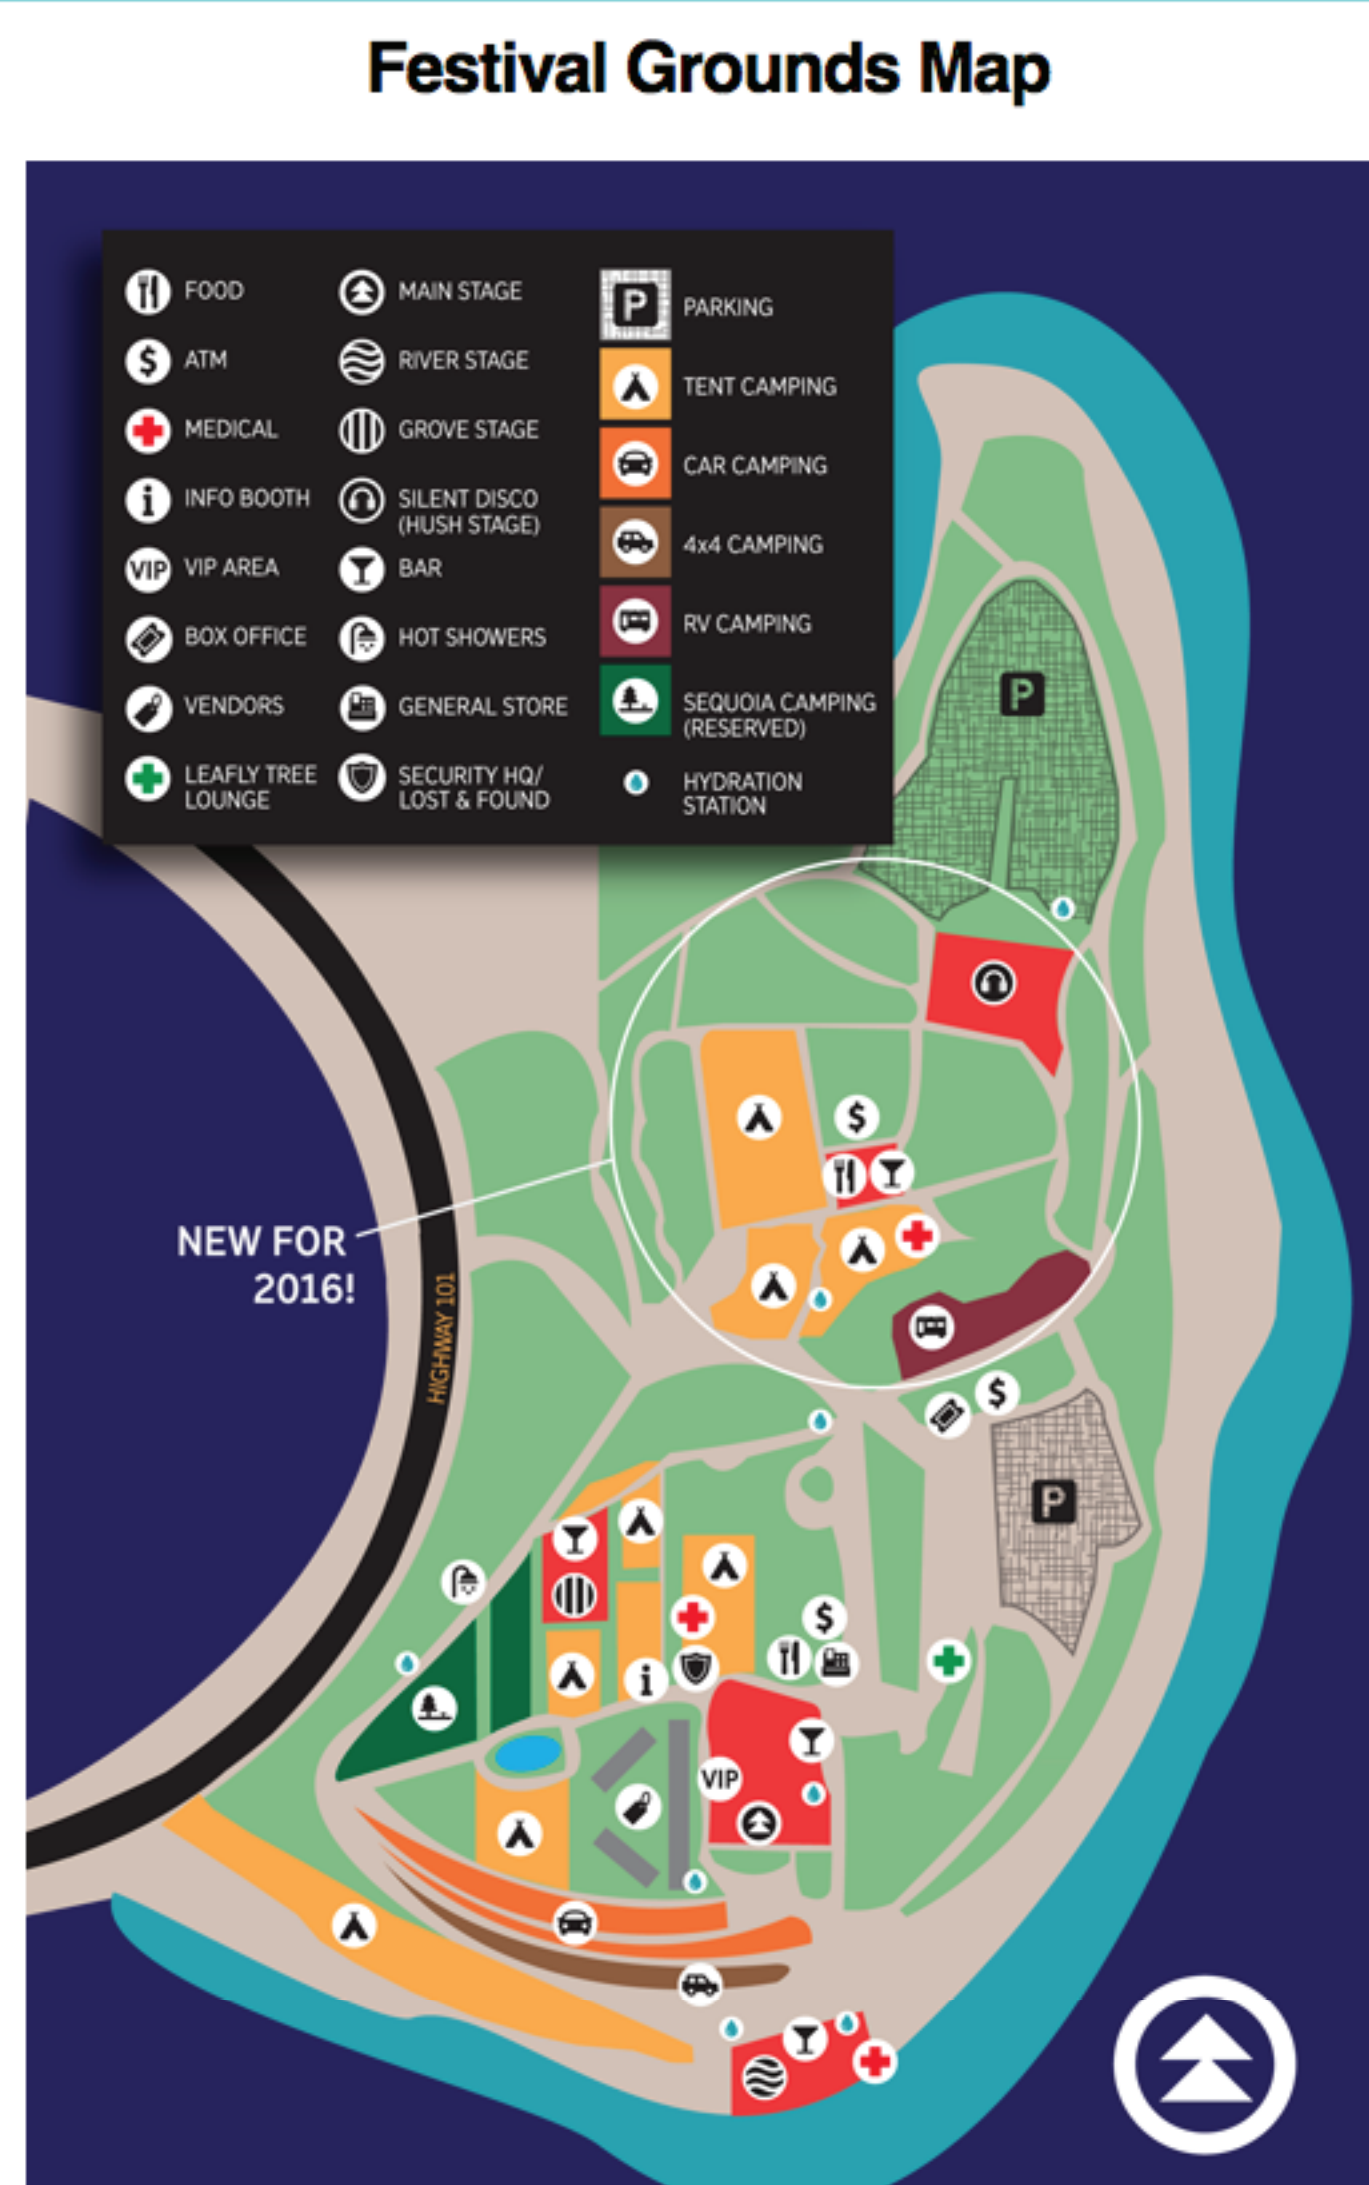 Festival Grounds Map
FOOD
ATM
MEDICAL
INFO BOOTH
VIP VIP AREA
BOX OFFICE
VENDORS
LEAFLY TREE
LOUNGE
MAIN STAGE
RIVER STAGE
GROVE STAGE
SILENT DISCO
(HUSH STAGE)
BAR
HOT SHOWERS
GENERAL STORE
SECURITY HQ/
LOST & FOUND
P PARKING
TENT CAMPING
CAR CAMPING
4x4 CAMPING
RV CAMPING
SEQUOIA CAMPING
(RESERVED)
HYDRATION
STATION
P
$
NEW FOR
2016!
HIGHWAY 101
$
P
$
i
VIP